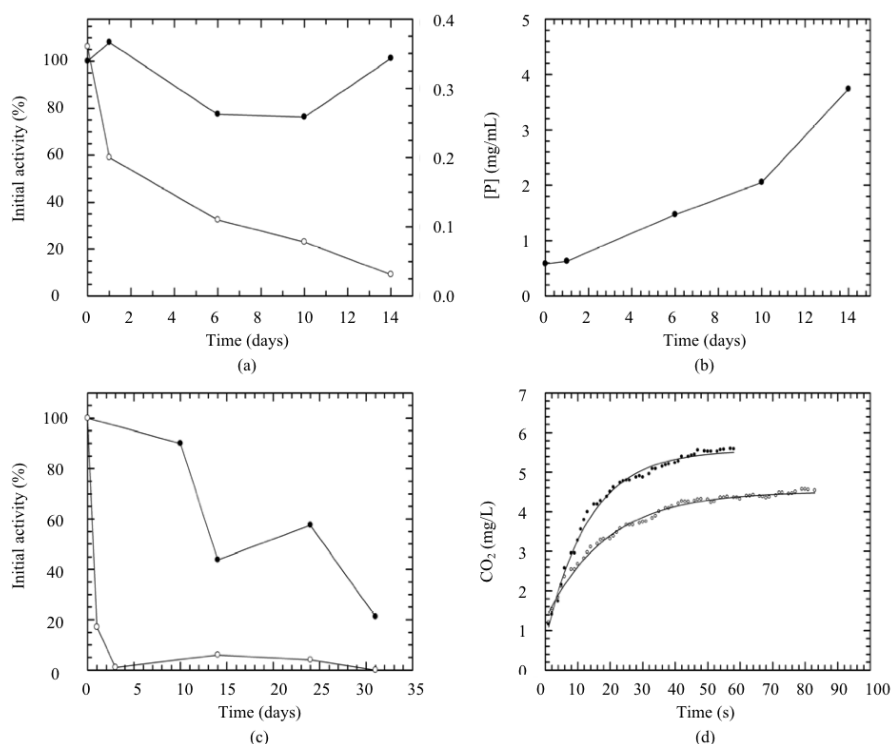 0.4
5
100
80
60
40
20
0
Initial activity (%)
0.3
0.2
0.1
0.0
4
3
2
1
0
[P] (mg/mL)
0 2 4 6 8 10 12 14
Time (days)
(a)
0 2 4 6 8 10 12 14
Time (days)
(b)
100
80
60
40
20
0
Initial activity (%)
7
6
5
4
3
2
1
0
CO₂ (mg/L)
0 5 10 15 20 25 30 35
Time (days)
(c)
0 10 20 30 40 50 60 70 80 90 100
Time (s)
(d)